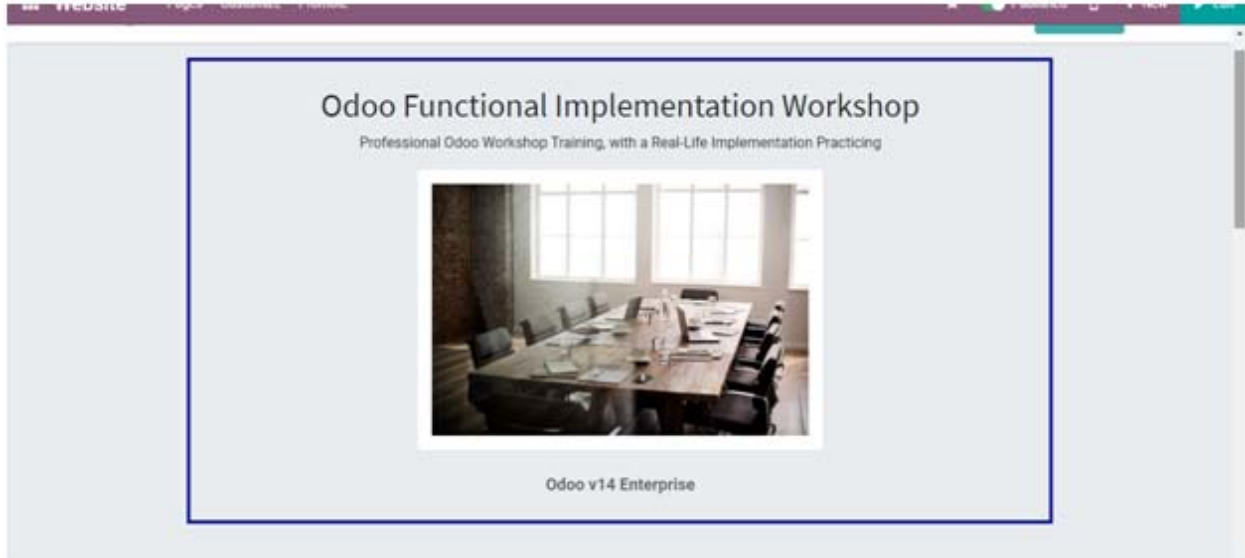 Website
Odoo Functional Implementation Workshop
Professional Odoo Workshop Training, with a Real-Life Implementation Practicing
Odoo v14 Enterprise